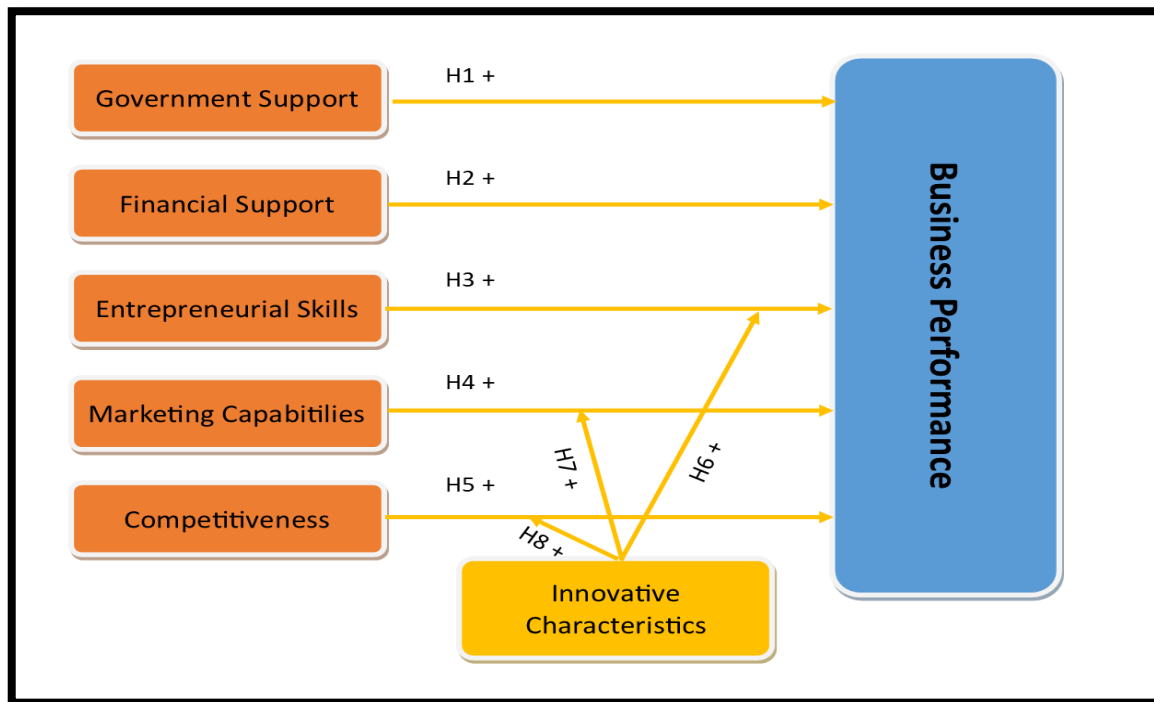 Government Support
H1 +
Financial Support
H2 +
Entrepreneurial Skills
H3 +
Marketing Capabitilies
H4 +
Competitiveness
H5 +
H6 +
H7 +
H8 +
Innovative
Characteristics
Business Performance